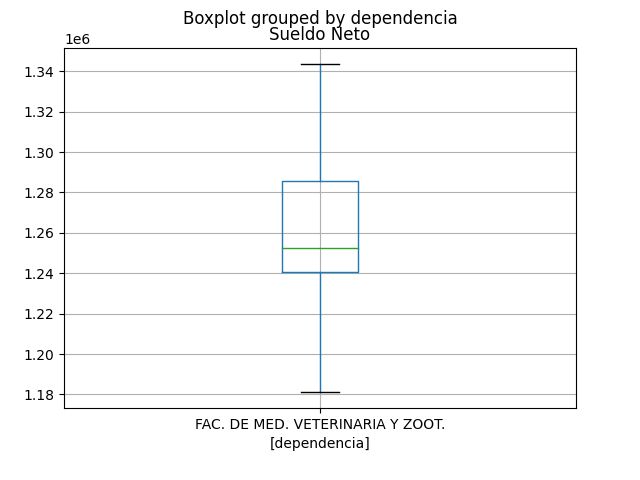 Boxplot grouped by dependencia
Sueldo Neto
1e6
1.34
1.32
1.30
1.28
1.26
1.24
1.22
1.20
1.18
FAC. DE MED. VETERINARIA Y ZOOT.
[dependencia]